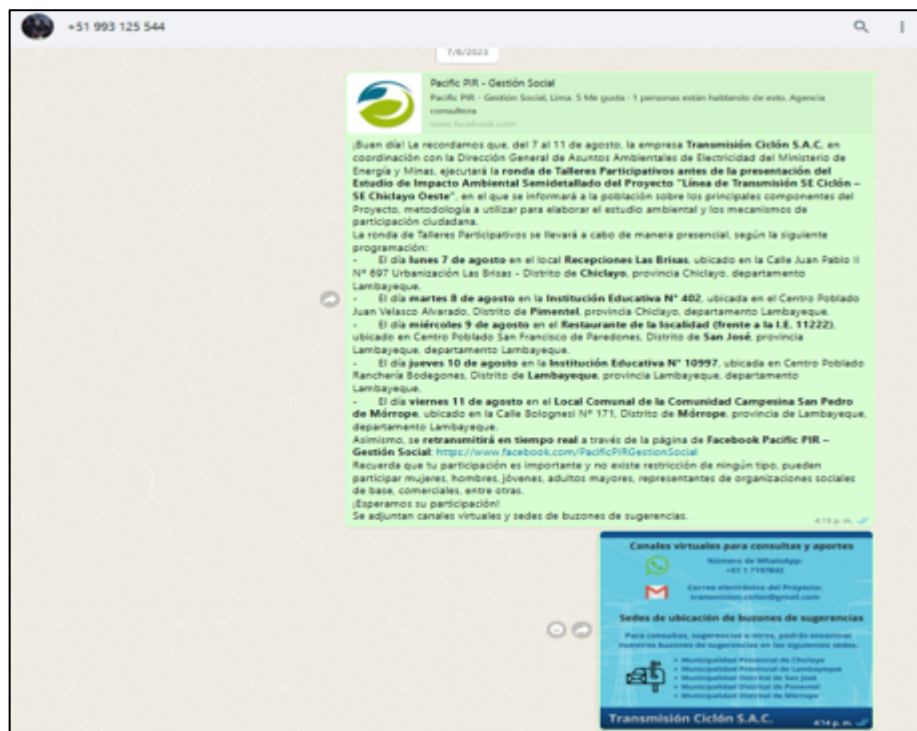 +51 993 125 544
7/8/2023
Pacific PIR - Gestión Social
Pacific PIR - Gestión Social, Lima. 5 Me gusta · 1 personas están hablando de esto. Agencia
consultora
www.facebook.com
¡Buen día! Le recordamos que, del 7 al 11 de agosto, la empresa Transmisión Ciclón S.A.C. en
coordinación con la Dirección General de Asuntos Ambientales de Electricidad del Ministerio de
Energía y Minas, ejecutará la ronda de Talleres Participativos antes de la presentación del
Estudio de Impacto Ambiental Semidetallado del Proyecto "Línea de Transmisión SE Ciclón –
SE Chiclayo Oeste", en el que se informará a la población sobre los principales componentes del
Proyecto, metodología a utilizar para elaborar el estudio ambiental y los mecanismos de
participación ciudadana.
La ronda de Talleres Participativos se llevará a cabo de manera presencial, según la siguiente
programación:
- El día lunes 7 de agosto en el local Recepciones Las Brisas, ubicado en la Calle Juan Pablo II
Nº 697 Urbanización Las Brisas - Distrito de Chiclayo, provincia Chiclayo, departamento
Lambayeque.
- El día martes 8 de agosto en la Institución Educativa N° 402, ubicada en el Centro Poblado
Juan Velasco Alvarado, Distrito de Pimentel, provincia Chiclayo, departamento Lambayeque.
- El día miércoles 9 de agosto en el Restaurante de la localidad (frente a la I.E. 11222),
ubicado en Centro Poblado San Francisco de Paredones, Distrito de San José, provincia
Lambayeque, departamento Lambayeque.
- El día jueves 10 de agosto en la Institución Educativa N° 10997, ubicada en Centro Poblado
Ranchería Bodegones, Distrito de Lambayeque, provincia Lambayeque, departamento
Lambayeque.
- El día viernes 11 de agosto en el Local Comunal de la Comunidad Campesina San Pedro
de Mórrope, ubicado en la Calle Bolognesi Nº 171, Distrito de Mórrope, provincia de Lambayeque,
departamento Lambayeque.
Asimismo, se retransmitirá en tiempo real a través de la página de Facebook Pacific PIR –
Gestión Social: https://www.facebook.com/PacificPIRGestionSocial
Recuerda que tu participación es importante y no existe restricción de ningún tipo, pueden
participar mujeres, hombres, jóvenes, adultos mayores, representantes de organizaciones sociales
de base, comerciales, entre otras.
¡Esperamos su participación!
Se adjuntan canales virtuales y sedes de buzones de sugerencias.
4:13 p. m.
Canales virtuales para consultas y aportes
Número de WhatsApp:
+51 1 7197842
Correo electrónico del Proyecto:
transmision.ciclon@gmail.com
Sedes de ubicación de buzones de sugerencias
Para consultas, sugerencias u otros, podrás encontrar
nuestros buzones de sugerencias en las siguientes sedes:
• Municipalidad Provincial de Chiclayo
• Municipalidad Provincial de Lambayeque
• Municipalidad Distrital de San José
• Municipalidad Distrital de Pimentel
• Municipalidad Distrital de Mórrope
Transmisión Ciclón S.A.C.
4:14 p. m.